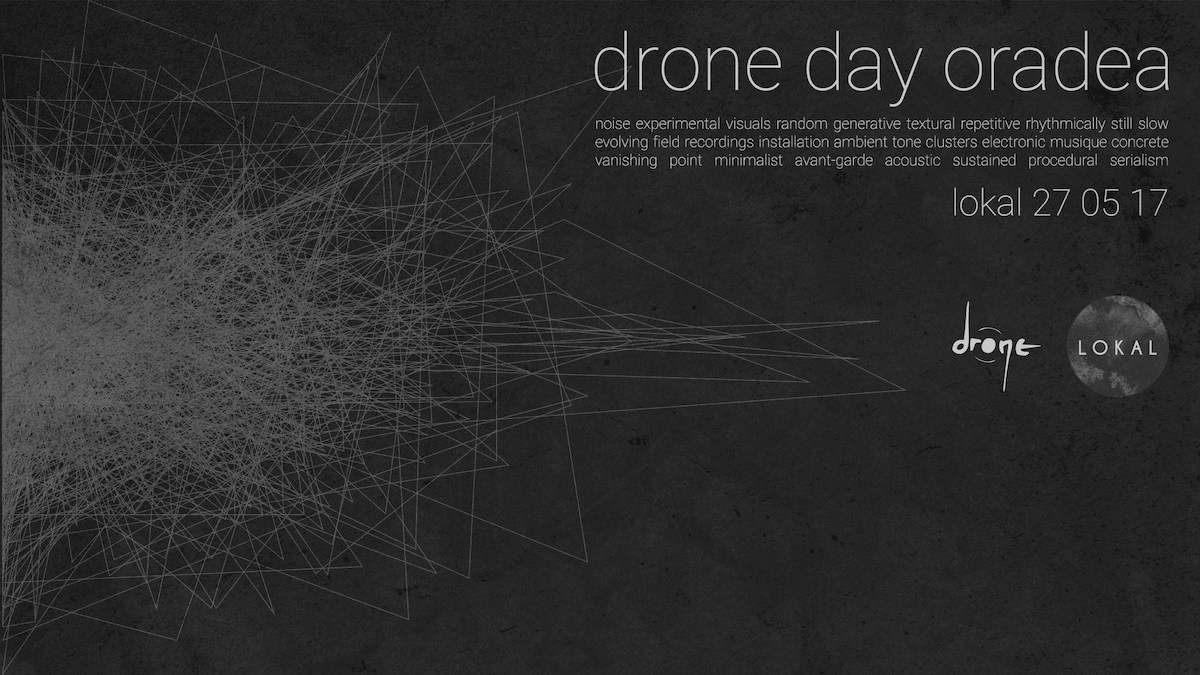 drone day oradea
noise experimental visuals random generative textural repetitive rhythmically still slow
evolving field recordings installation ambient tone clusters electronic musique concrete
vanishing point minimalist avant-garde acoustic sustained procedural serialism
lokal 27 05 17
drone
LOKAL